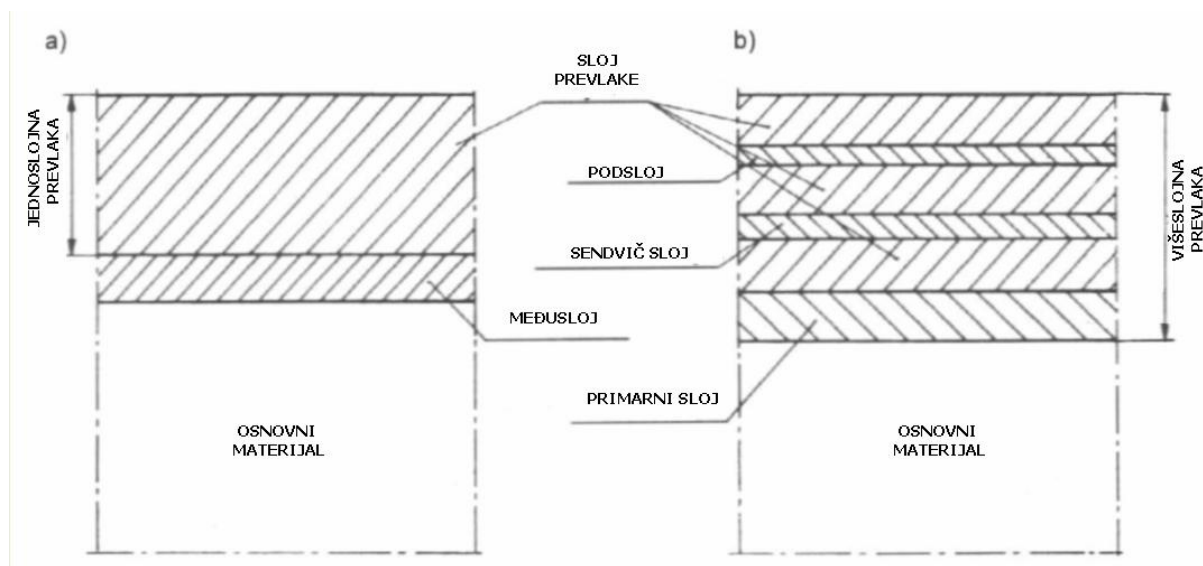 a)
b)
SLOJ
PREVLAKE
JEDNOSLOJNA
PREVLAKA
PODSLOJ
VIŠESLOJNA
PREVLAKA
SENDVIČ SLOJ
MEĐUSLOJ
PRIMARNI SLOJ
OSNOVNI
MATERIJAL
OSNOVNI
MATERIJAL